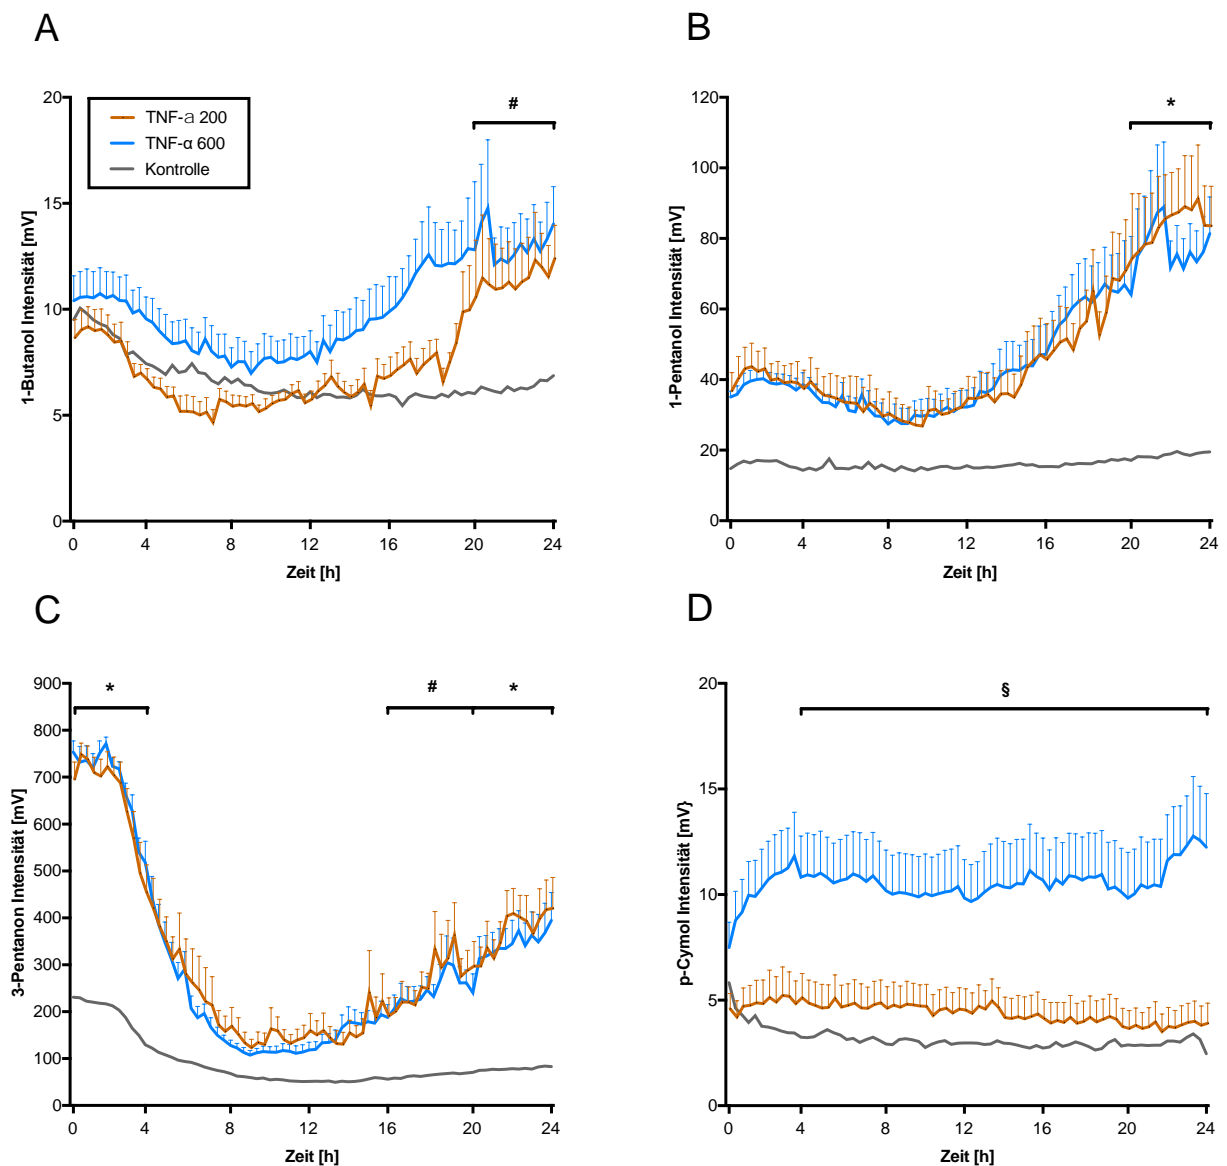 A
20
15
10
5
0
1-Butanol Intensität [mV]
TNF-a 200
TNF-α 600
Kontrolle
#
0 4 8 12 16 20 24
Zeit [h]
B
120
100
80
60
40
20
0
1-Pentanol Intensität [mV]
*
0 4 8 12 16 20 24
Zeit [h]
C
900
800
700
600
500
400
300
200
100
0
3-Penanon Intensität [mV]
* # *
0 4 8 12 16 20 24
Zeit [h]
D
20
15
10
5
0
p-Cymol Intensität [mV}
§
0 4 8 12 16 20 24
Zeit [h]